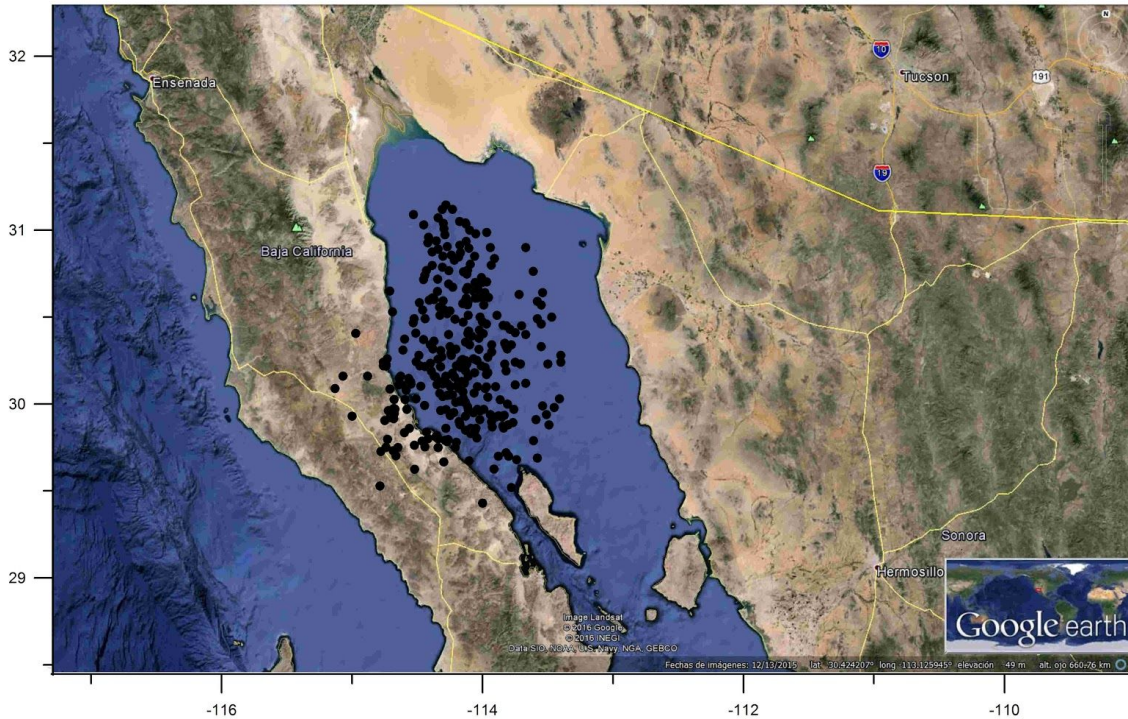 32
31
30
29
-116
-114
-112
-110
Ensenada
10
Tucson
191
19
Baja California
Sonora
Hermosillo
N
Image Landsat
© 2016 Google
© 2016 INEGI
Data SIO, NOAA, U.S. Navy, NGA, GEBCO
Google earth
Fechas de imágenes: 12/13/2015 lat 30.424207° long -113.125945° elevación 49 m alt. ojo 660.76 km